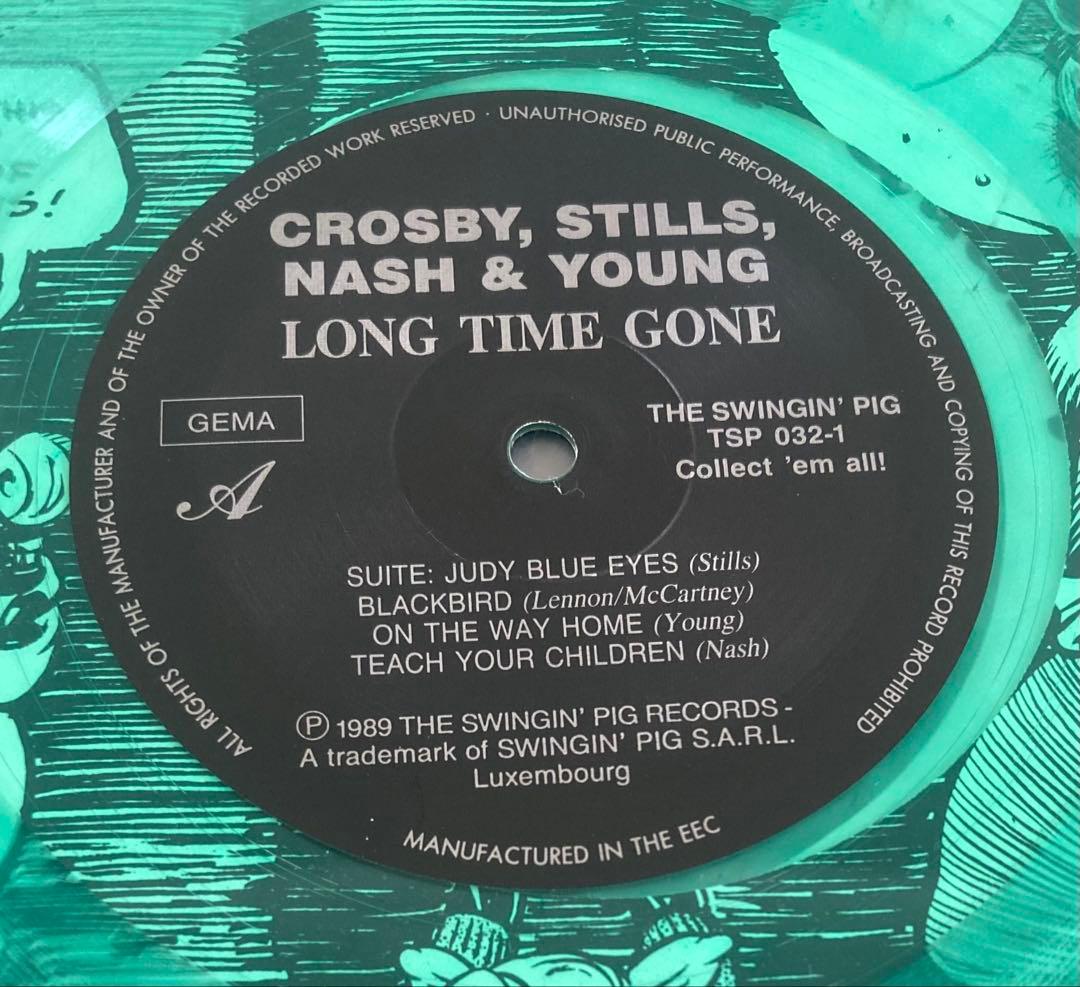 ALL RIGHTS OF THE MANUFACTURER AND OF THE OWNER OF THE RECORDED WORK RESERVED · UNAUTHORISED PUBLIC PERFORMANCE, BROADCASTING AND COPYING OF THIS RECORD PROHIBITED
CROSBY, STILLS,
NASH & YOUNG
LONG TIME GONE
GEMA
A
THE SWINGIN' PIG
TSP 032-1
Collect 'em all!
SUITE: JUDY BLUE EYES (Stills)
BLACKBIRD (Lennon/McCartney)
ON THE WAY HOME (Young)
TEACH YOUR CHILDREN (Nash)
Ⓟ 1989 THE SWINGIN' PIG RECORDS -
A trademark of SWINGIN' PIG S.A.R.L.
Luxembourg
MANUFACTURED IN THE EEC